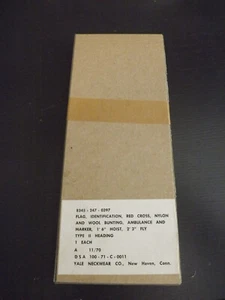 8345-247-0397
FLAG, IDENTIFICATION, RED CROSS, NYLON
AND WOOL BUNTING, AMBULANCE AND
MARKER, 1' 6" HOIST, 2' 3" FLY
TYPE II HEADING
1 EACH
A 11/70
DSA 100-71-C-0011
YALE NECKWEAR CO., New Haven, Conn.